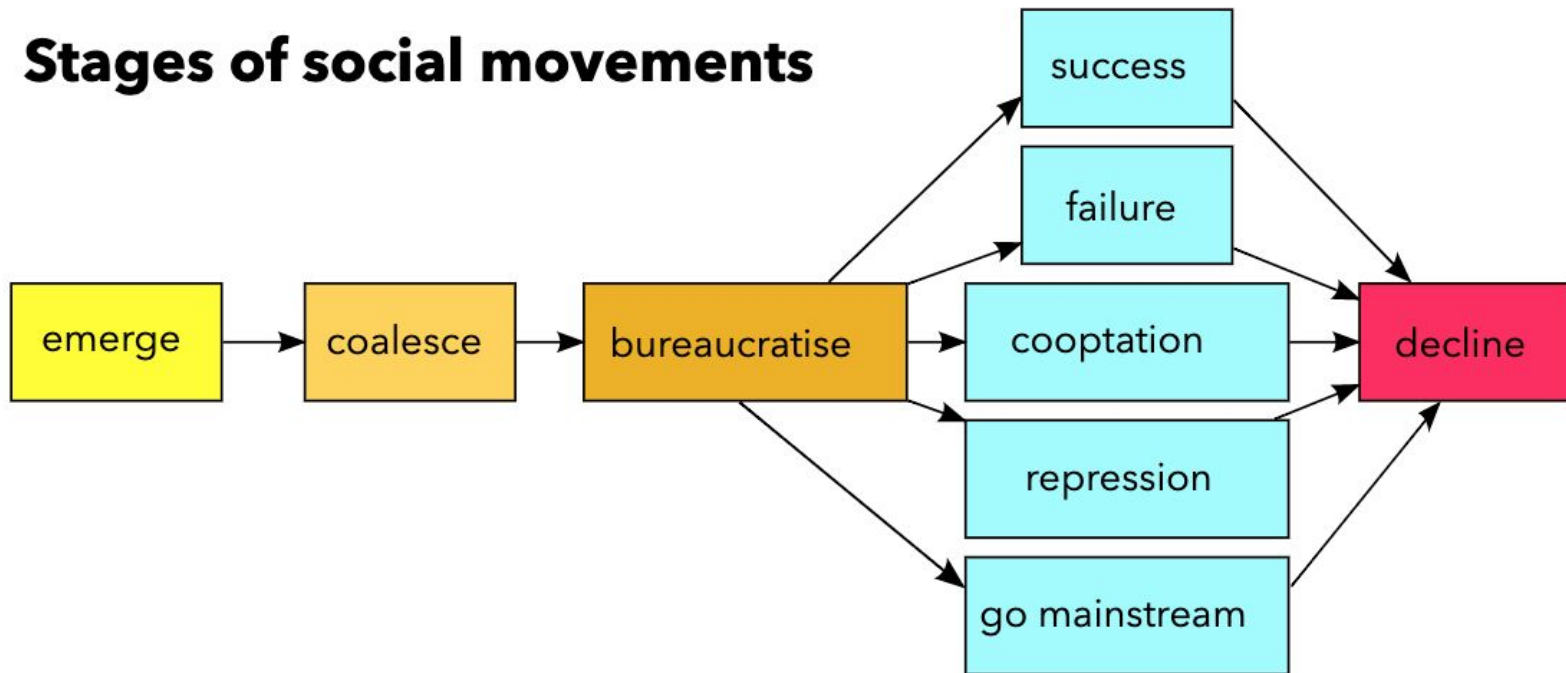 Stages of social movements
success
failure
emerge
coalesce
bureaucratise
cooptation
decline
repression
go mainstream